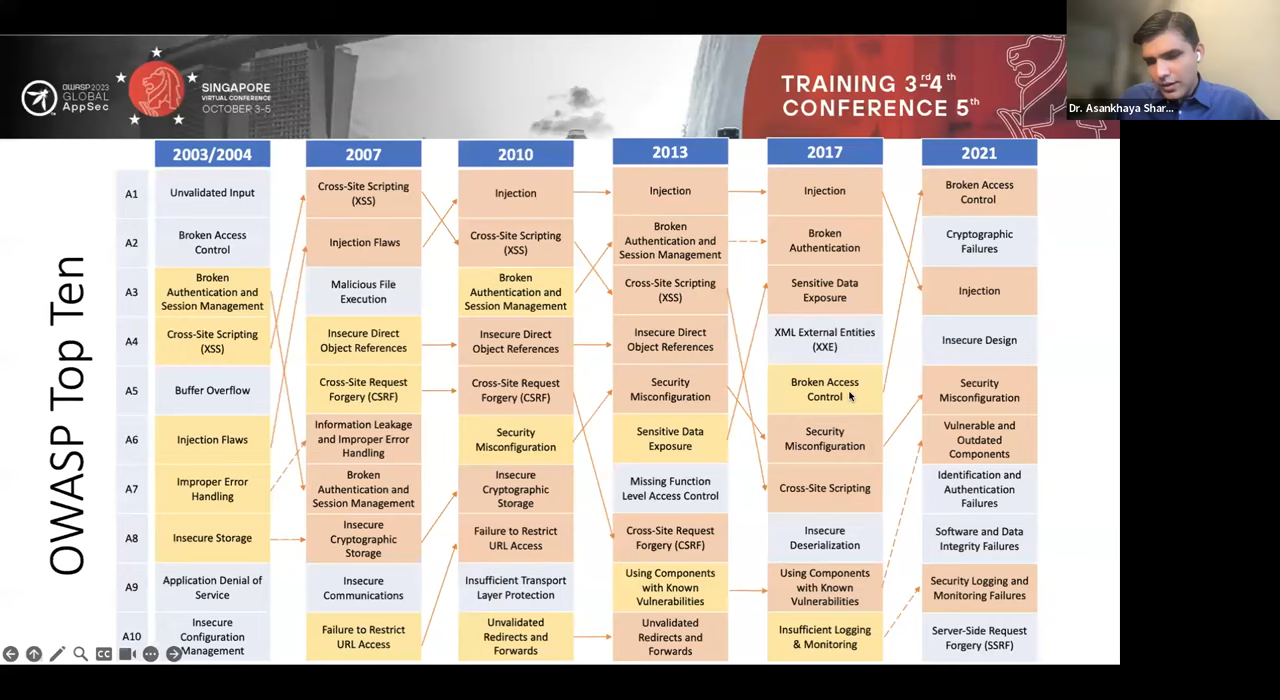 OWASP 2023
GLOBAL
AppSec
SINGAPORE
VIRTUAL CONFERENCE
OCTOBER 3-5
TRAINING 3rd-4th
CONFERENCE 5th
Dr. Asankhaya Shar...
OWASP Top Ten
2003/2004
2007
2010
2013
2017
2021
A1
Unvalidated Input
Cross-Site Scripting
(XSS)
Injection
Injection
Injection
Broken Access
Control
A2
Broken Access
Control
Injection Flaws
Cross-Site Scripting
(XSS)
Broken
Authentication and
Session Management
Broken
Authentication
Cryptographic
Failures
A3
Broken
Authentication and
Session Management
Malicious File
Execution
Broken
Authentication and
Session Management
Cross-Site Scripting
(XSS)
Sensitive Data
Exposure
Injection
A4
Cross-Site Scripting
(XSS)
Insecure Direct
Object References
Insecure Direct
Object References
Insecure Direct
Object References
XML External Entities
(XXE)
Insecure Design
A5
Buffer Overflow
Cross-Site Request
Forgery (CSRF)
Cross-Site Request
Forgery (CSRF)
Security
Misconfiguration
Broken Access
Control
Security
Misconfiguration
A6
Injection Flaws
Information Leakage
and Improper Error
Handling
Security
Misconfiguration
Sensitive Data
Exposure
Security
Misconfiguration
Vulnerable and
Outdated
Components
A7
Improper Error
Handling
Broken
Authentication and
Session Management
Insecure
Cryptographic
Storage
Missing Function
Level Access Control
Cross-Site Scripting
Identification and
Authentication
Failures
A8
Insecure Storage
Insecure
Cryptographic
Storage
Failure to Restrict
URL Access
Cross-Site Request
Forgery (CSRF)
Insecure
Deserialization
Software and Data
Integrity Failures
A9
Application Denial of
Service
Insecure
Communications
Insufficient Transport
Layer Protection
Using Components
with Known
Vulnerabilities
Using Components
with Known
Vulnerabilities
Security Logging and
Monitoring Failures
A10
Insecure
Configuration
Management
Failure to Restrict
URL Access
Unvalidated
Redirects and
Forwards
Unvalidated
Redirects and
Forwards
Insufficient Logging
& Monitoring
Server-Side Request
Forgery (SSRF)
CC